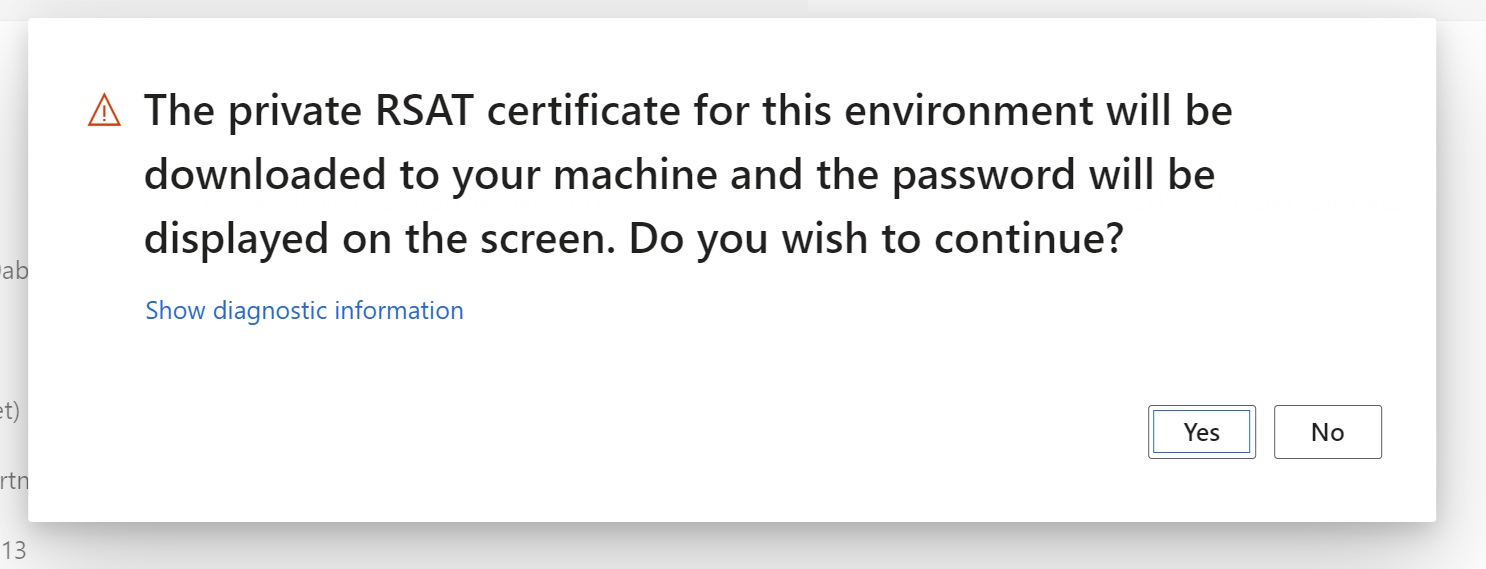 The private RSAT certificate for this environment will be
downloaded to your machine and the password will be
displayed on the screen. Do you wish to continue?
ab
Show diagnostic information
et)
Yes No
rtn
13